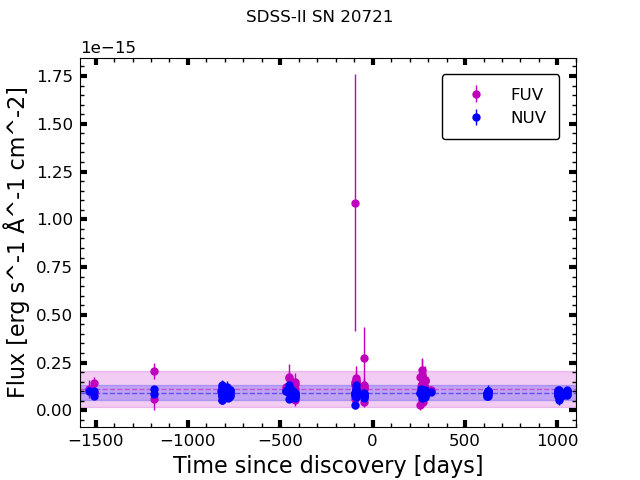 SDSS-II SN 20721
1e−15
FUV
NUV
1.75
1.50
1.25
1.00
0.75
0.50
0.25
0.00
Flux [erg s^-1 Å^-1 cm^-2]
−1500 −1000 −500 0 500 1000
Time since discovery [days]